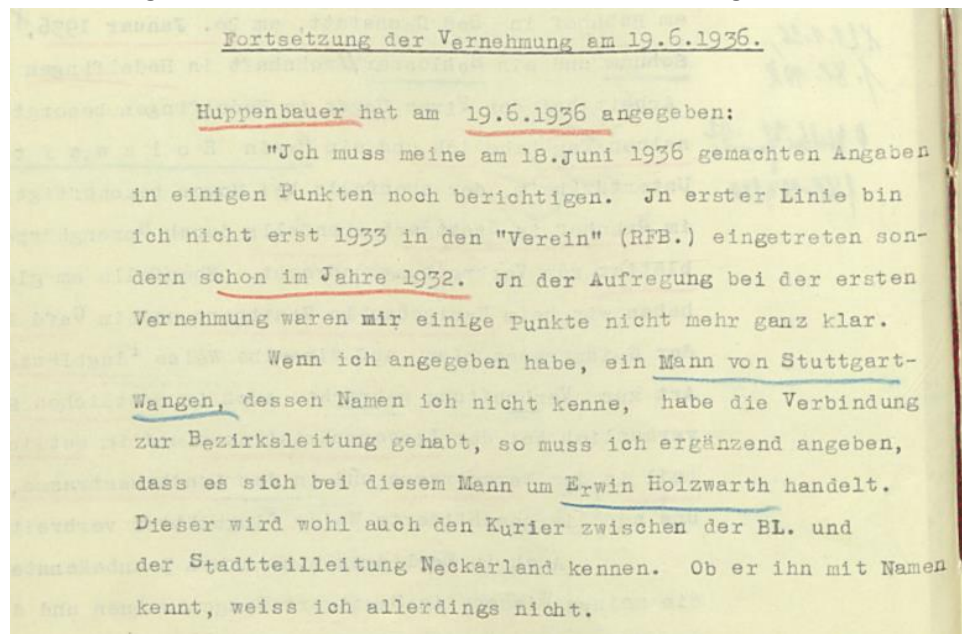 Fortsetzung der Vernehmung am 19.6.1936.
Huppenbauer hat am 19.6.1936 angegeben:
"Jch muss meine am 18.Juni 1936 gemachten Angaben
in einigen Punkten noch berichtigen. Jn erster Linie bin
ich nicht erst 1933 in den "Verein" (RFB.) eingetreten son-
dern schon im Jahre 1932. Jn der Aufregung bei der ersten
Vernehmung waren mir einige Punkte nicht mehr ganz klar.
Wenn ich angegeben habe, ein Mann von Stuttgart-
Wangen, dessen Namen ich nicht kenne, habe die Verbindung
zur Bezirksleitung gehabt, so muss ich ergänzend angeben,
dass es sich bei diesem Mann um Erwin Holzwarth handelt.
Dieser wird wohl auch den Kurier zwischen der BL. und
der Stadtteilleitung Neckarland kennen. Ob er ihn mit Namen
kennt, weiss ich allerdings nicht.